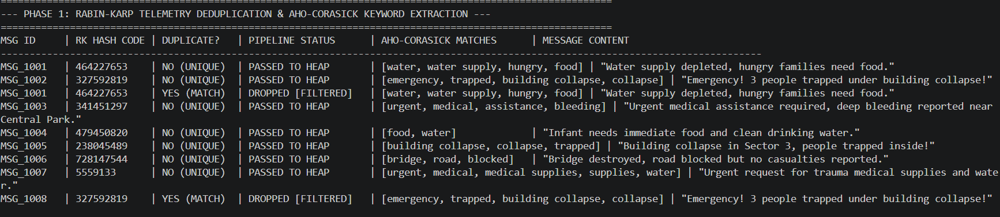 ==========================================================================================================
--- PHASE 1: RABIN-KARP TELEMETRY DEDUPLICATION & AHO-CORASICK KEYWORD EXTRACTION ---
==========================================================================================================
MSG ID     | RK HASH CODE | DUPLICATE?   | PIPELINE STATUS      | AHO-CORASICK MATCHES      | MESSAGE CONTENT
------------------------------------------------------------------------------------------------------------------------------------
MSG_1001   | 464227653    | NO (UNIQUE)  | PASSED TO HEAP       | [water, water supply, hungry, food] | "Water supply depleted, hungry families need food."
MSG_1002   | 327592819    | NO (UNIQUE)  | PASSED TO HEAP       | [emergency, trapped, building collapse, collapse] | "Emergency! 3 people trapped under building collapse!"
MSG_1001   | 464227653    | YES (MATCH)  | DROPPED [FILTERED]   | [water, water supply, hungry, food] | "Water supply depleted, hungry families need food."
MSG_1003   | 341451297    | NO (UNIQUE)  | PASSED TO HEAP       | [urgent, medical, assistance, bleeding] | "Urgent medical assistance required, deep bleeding reported near
Central Park."
MSG_1004   | 479450820    | NO (UNIQUE)  | PASSED TO HEAP       | [food, water]             | "Infant needs immediate food and clean drinking water."
MSG_1005   | 238045489    | NO (UNIQUE)  | PASSED TO HEAP       | [building collapse, collapse, trapped] | "Building collapse in Sector 3, people trapped inside!"
MSG_1006   | 728147544    | NO (UNIQUE)  | PASSED TO HEAP       | [bridge, road, blocked]   | "Bridge destroyed, road blocked but no casualties reported."
MSG_1007   | 5559133      | NO (UNIQUE)  | PASSED TO HEAP       | [urgent, medical, medical supplies, supplies, water] | "Urgent request for trauma medical supplies and wate
r."
MSG_1008   | 327592819    | YES (MATCH)  | DROPPED [FILTERED]   | [emergency, trapped, building collapse, collapse] | "Emergency! 3 people trapped under building collapse!"